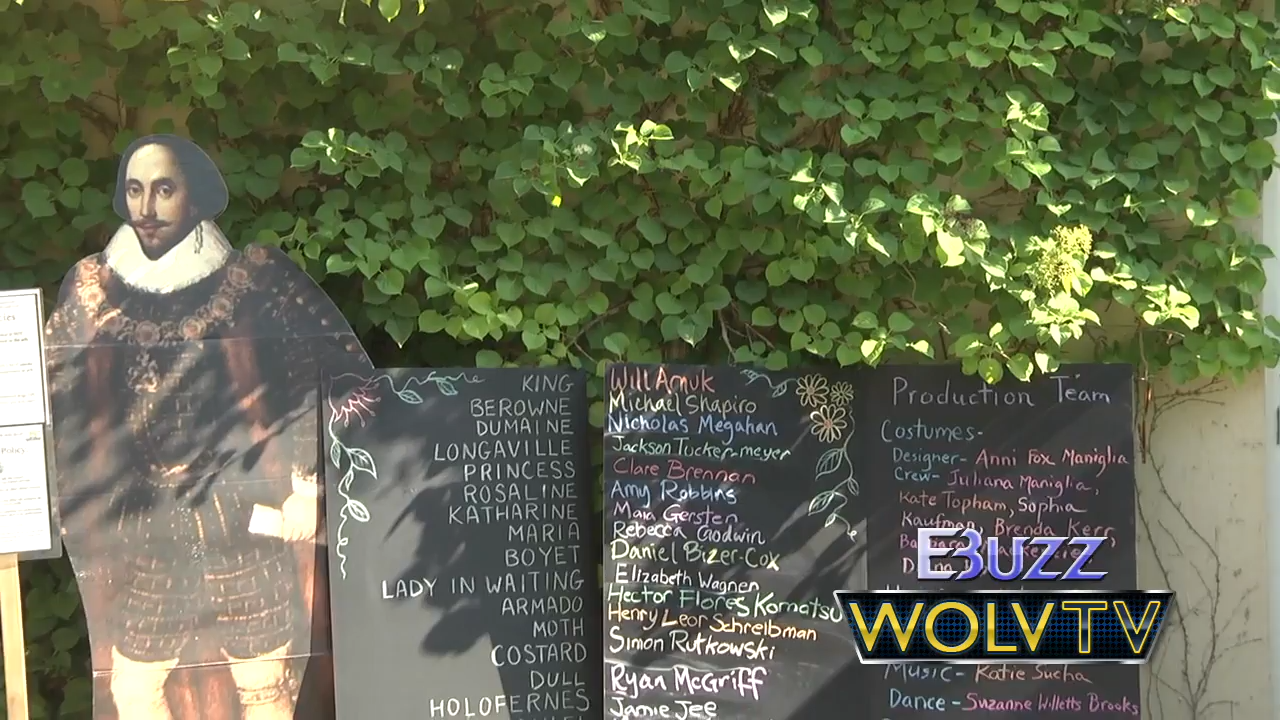 Policy
KING
BEROWNE
DUMAINE
LONGAVILLE
PRINCESS
ROSALINE
KATHARINE
MARIA
BOYET
LADY IN WAITING
ARMADO
MOTH
COSTARD
DULL
HOLOFERNES
Will Amuk
Michael Shapiro
Nicholas Megahan
Jackson Tucker-meyer
Clare Brennan
Amy Robbins
Maia Gersten
Rebecca Godwin
Daniel Bizer-Cox
Elizabeth Wagner
Hector Flores Komatsu
Henry Leor Schreibman
Simon Rutkowski
Ryan McGriff
Jamie Jee
Production Team
Costumes-
Designer- Anni Fox Maniglia
Crew- Juliana Maniglia,
Kate Topham, Sophia
Kaufman, Brenda Kerr,
Music- Katie Sucha
Dance - Suzanne Willetts Brooks
EBUZZ
WOLVTV